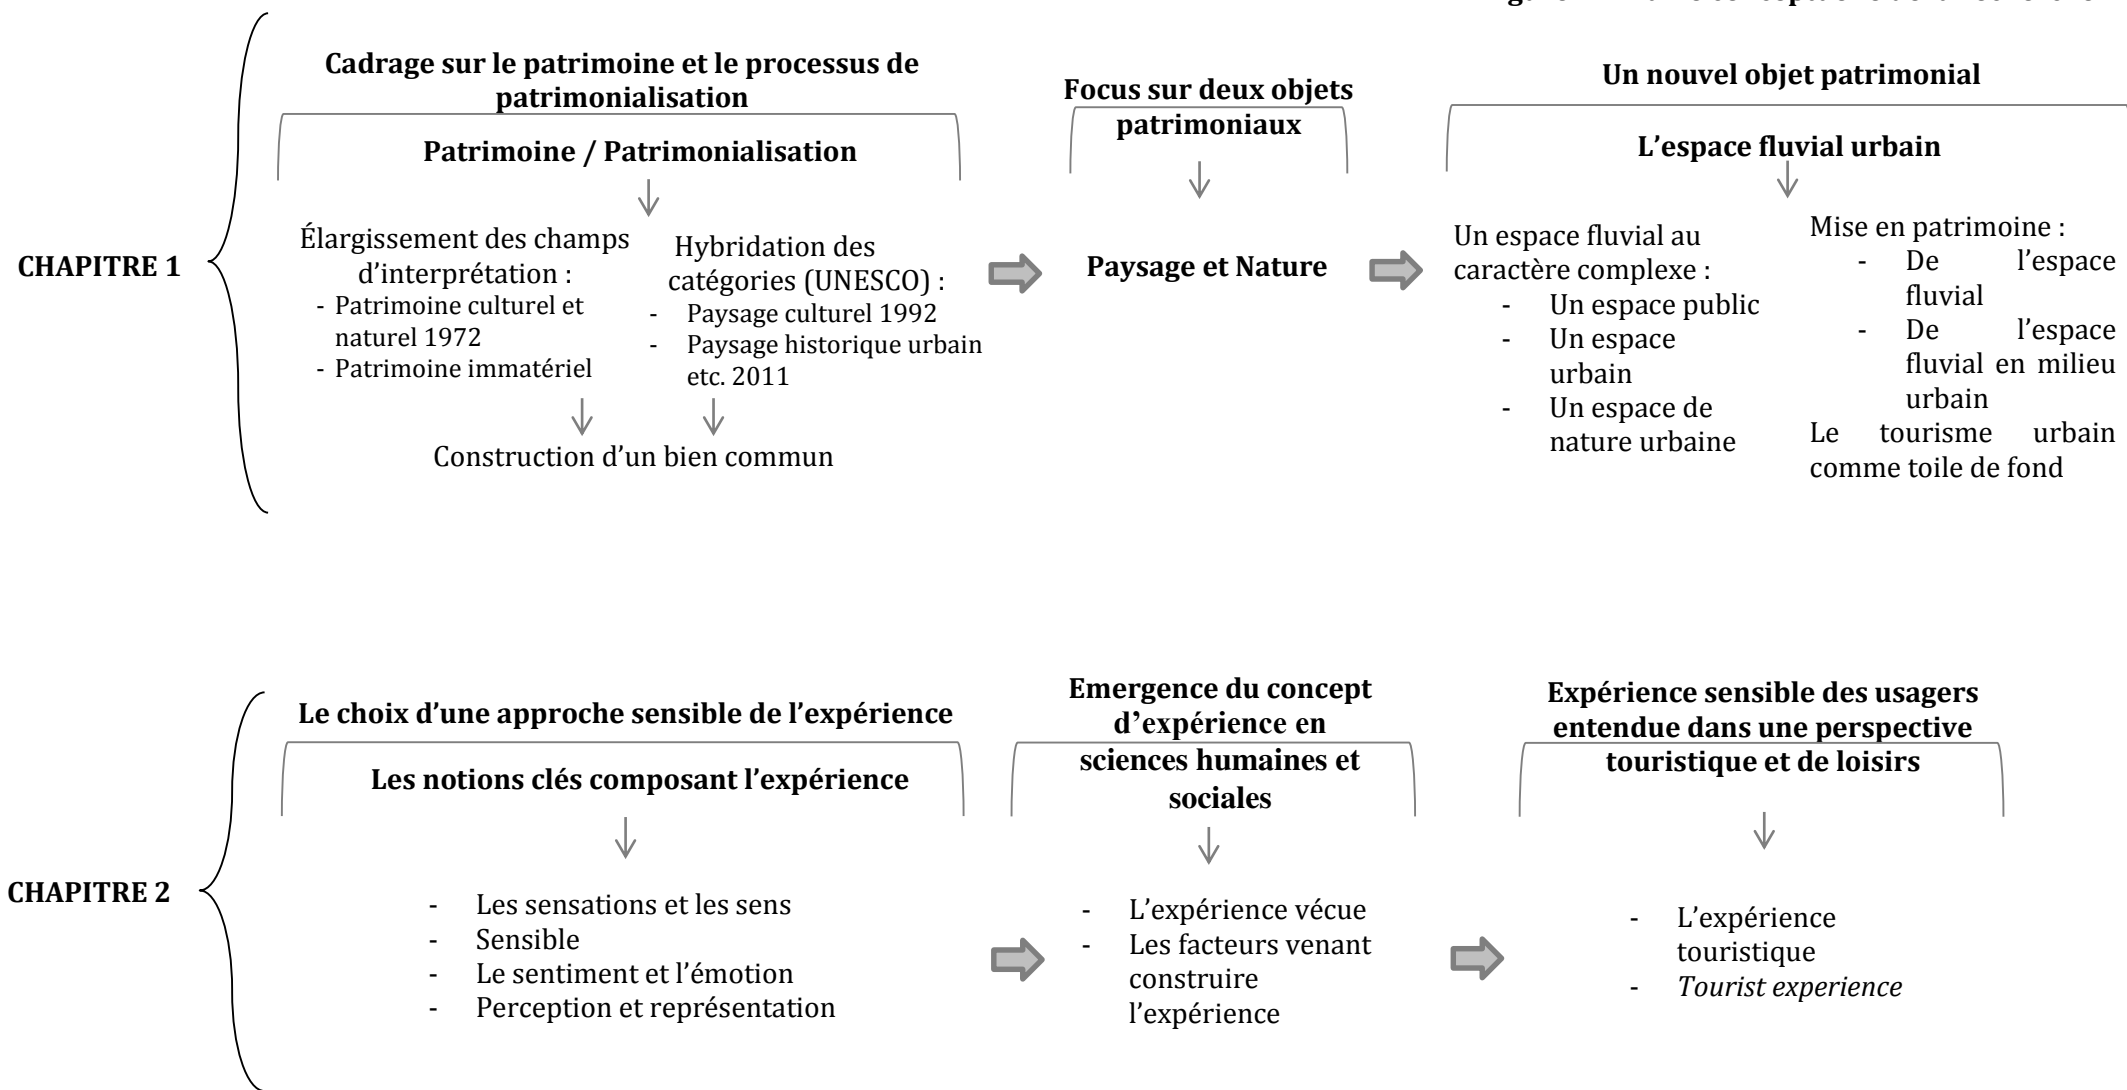 CHAPITRE 1
Cadrage sur le patrimoine et le processus de
patrimonialisation
Patrimoine / Patrimonialisation
Élargissement des champs
d’interprétation :
- Patrimoine culturel et
naturel 1972
- Patrimoine immatériel
Hybridation des
catégories (UNESCO) :
- Paysage culturel 1992
- Paysage historique urbain
etc. 2011
Construction d’un bien commun
Focus sur deux objets
patrimoniaux
Paysage et Nature
Un nouvel objet patrimonial
L’espace fluvial urbain
Un espace fluvial au
caractère complexe :
- Un espace public
- Un espace
urbain
- Un espace de
nature urbaine
Mise en patrimoine :
- De l’espace
fluvial
- De l’espace
fluvial en milieu
urbain
Le tourisme urbain
comme toile de fond
CHAPITRE 2
Le choix d’une approche sensible de l’expérience
Les notions clés composant l’expérience
- Les sensations et les sens
- Sensible
- Le sentiment et l’émotion
- Perception et représentation
Emergence du concept
d’expérience en
sciences humaines et
sociales
- L’expérience vécue
- Les facteurs venant
construire
l’expérience
Expérience sensible des usagers
entendue dans une perspective
touristique et de loisirs
- L’expérience
touristique
- Tourist experience